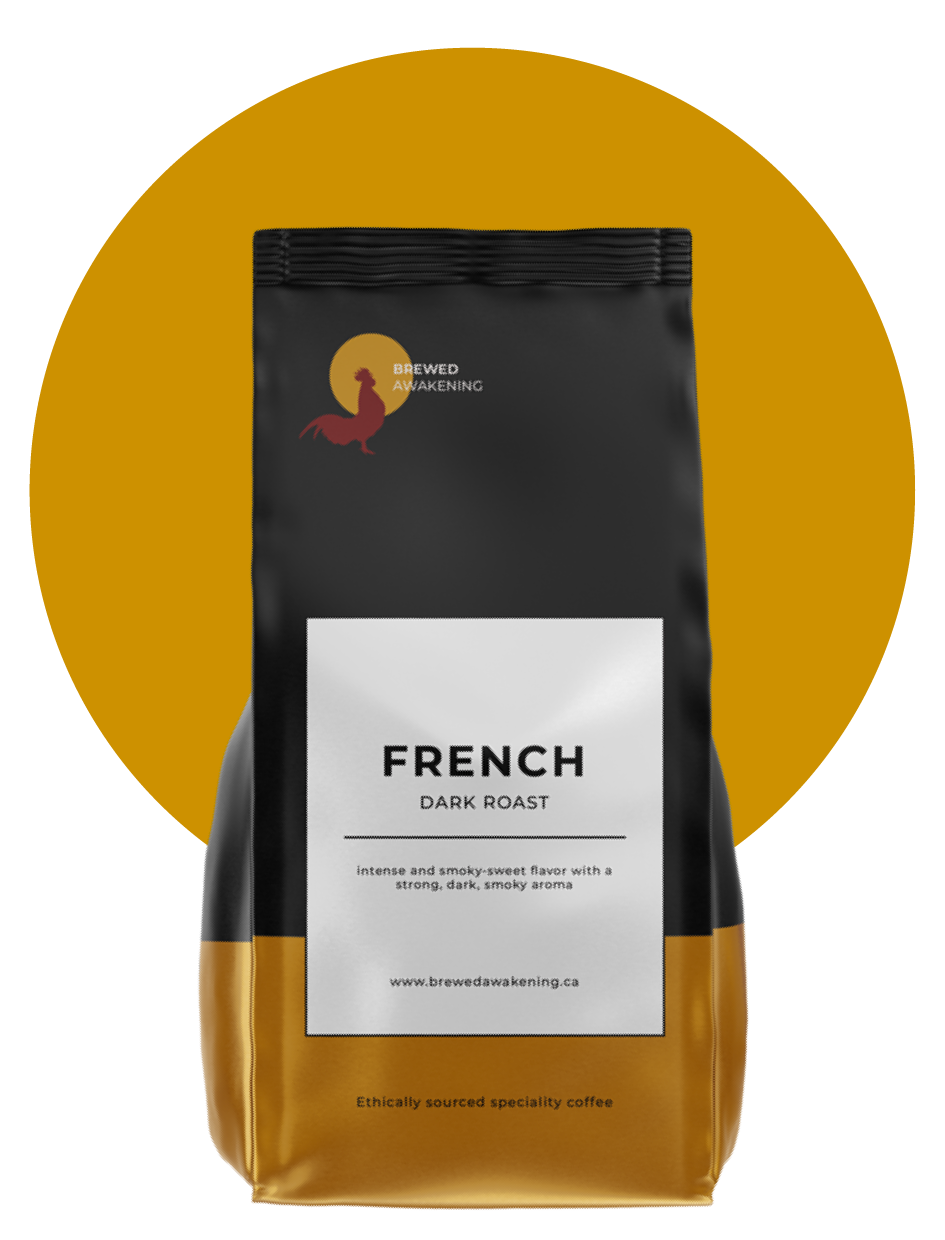 BREWED
AWAKENING
FRENCH
DARK ROAST
intense and smoky-sweet flavor with a
strong, dark, smoky aroma
www.brewedawakening.ca
Ethically sourced speciality coffee